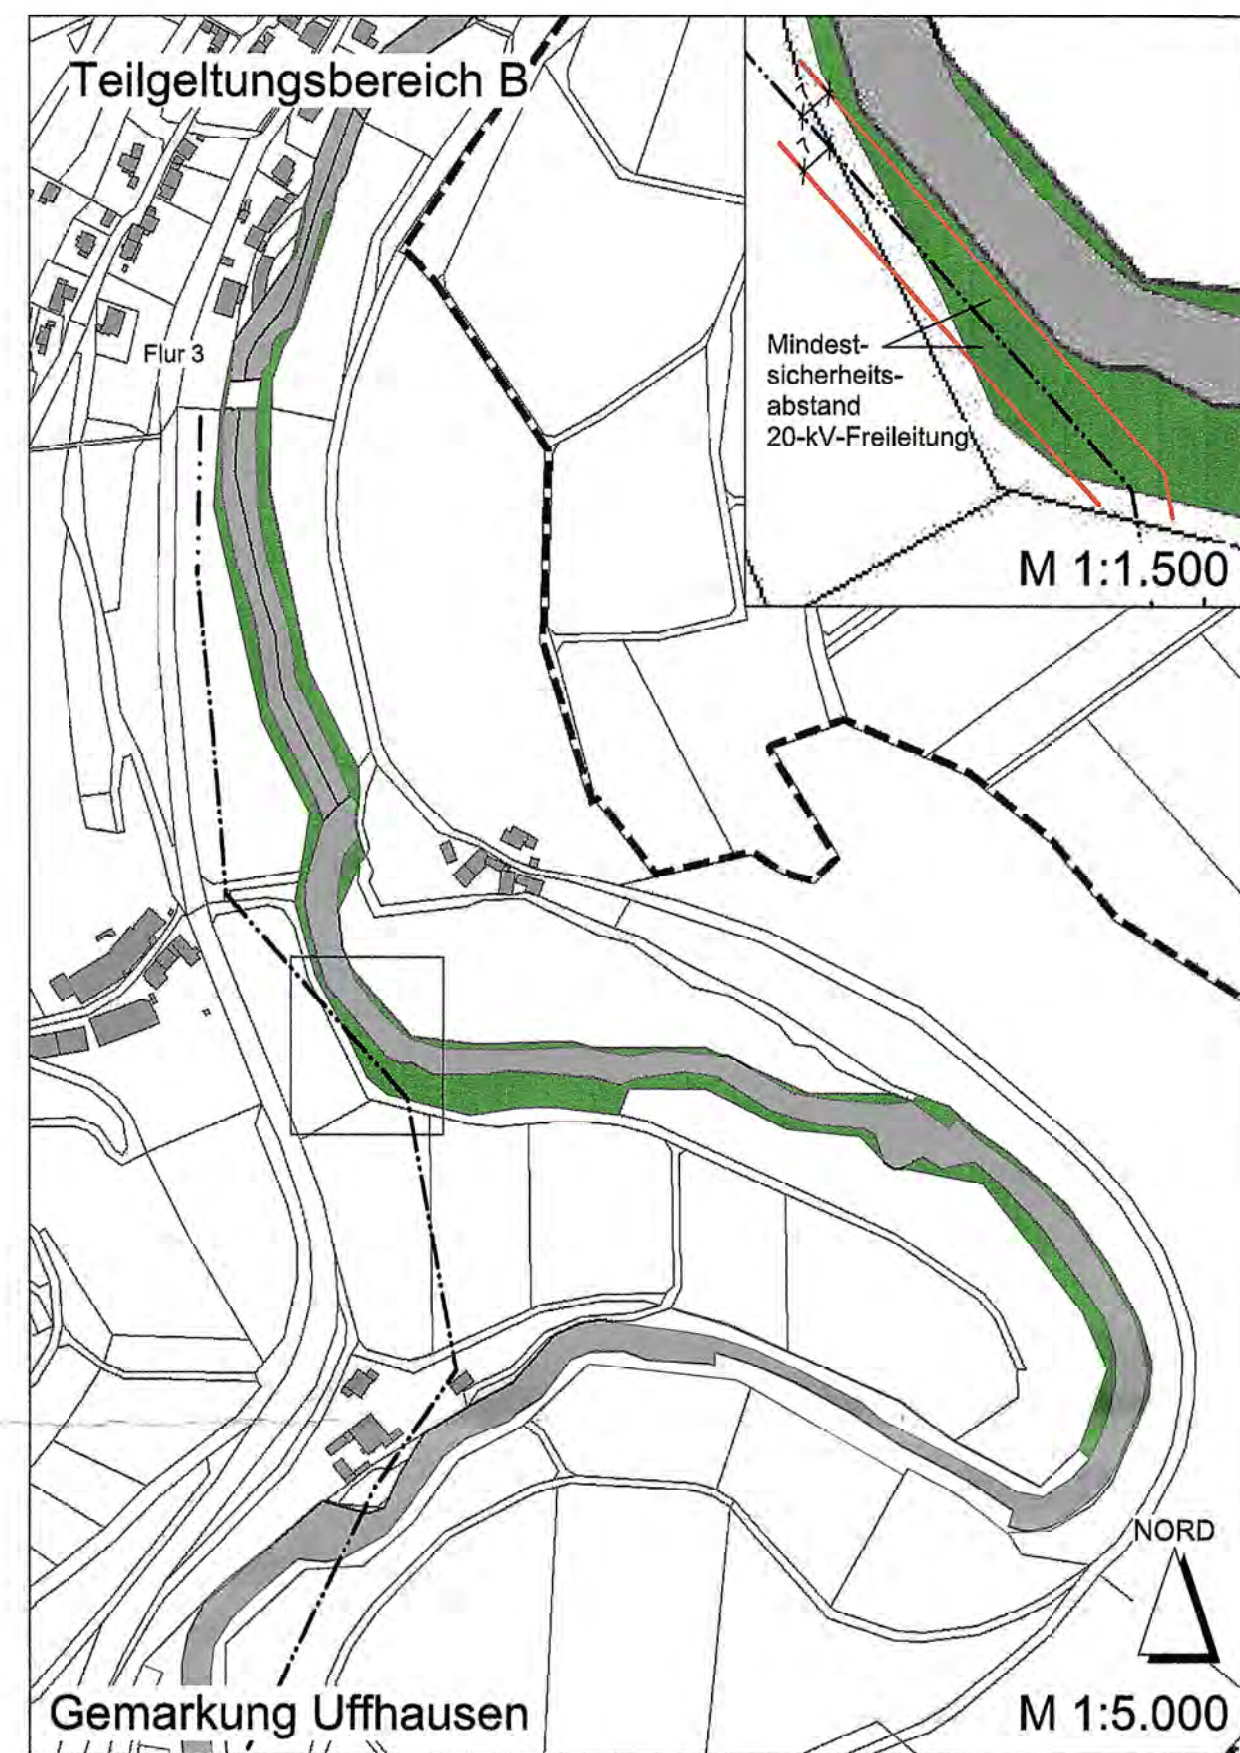 Teilgeltungsbereich B
7
7
Flur 3
Mindest-
sicherheits-
abstand
20-kV-Freileitung
M 1:1.500
NORD
Gemarkung Uffhausen
M 1:5.000